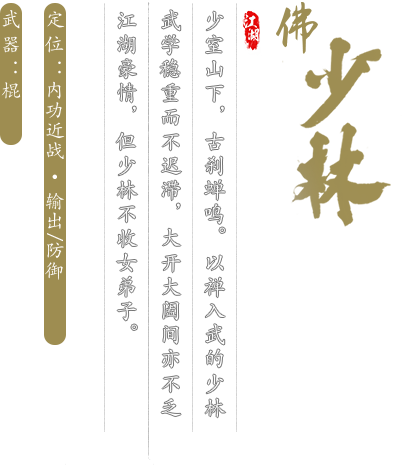 佛
少林
江湖
少室山下，古刹蝉鸣。以禅入武的少林
武学稳重而不迟滞，大开大阖间亦不乏
江湖豪情，但少林不收女弟子。
定位：内功近战·输出/防御
武器：棍